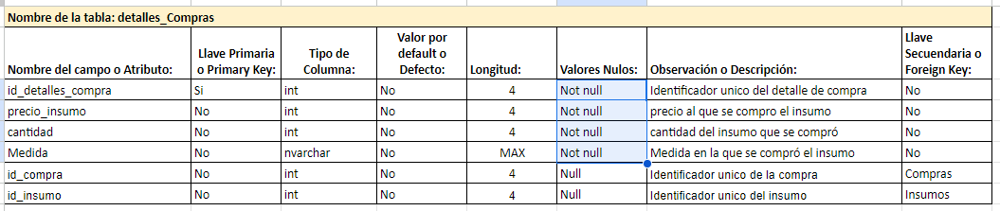 Nombre de la tabla: detalles_Compras
Nombre del campo o Atributo: Llave Primaria o Primary Key: Tipo de Columna: Valor por default o Defecto: Longitud: Valores Nulos: Observación o Descripción: Llave Secuendaria o Foreign Key:
id_detalles_compra Si int No 4 Not null Identificador unico del detalle de compra No
precio_insumo No int No 4 Not null precio al que se compro el insumo No
cantidad No int No 4 Not null cantidad del insumo que se compró No
Medida No nvarchar No MAX Not null Medida en la que se compró el insumo No
id_compra No int No 4 Null Identificador unico de la compra Compras
id_insumo No int No 4 Null Identificador unico del insumo Insumos